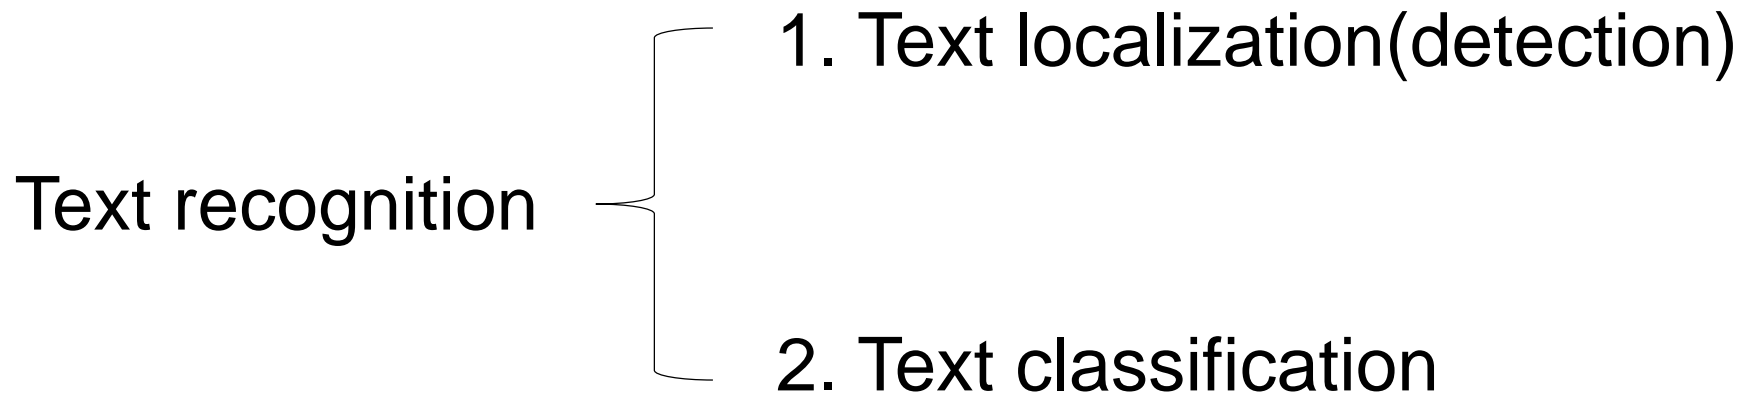 Text recognition
1. Text localization(detection)
2. Text classification